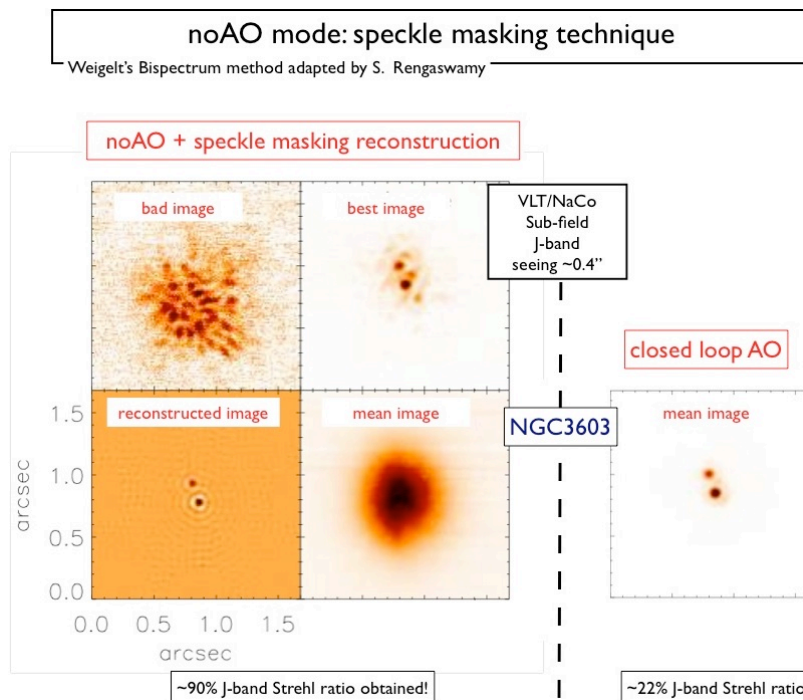 noAO mode: speckle masking technique
Weigelt's Bispectrum method adapted by S. Rengaswamy
noAO + speckle masking reconstruction
bad image
best image
VLT/NaCo
Sub-field
J-band
seeing ~0.4”
closed loop AO
reconstructed image
mean image
NGC3603
mean image
1.5
1.0
0.5
0.0
arcsec
0.0 0.5 1.0 1.5
arcsec
~90% J-band Strehl ratio obtained!
~22% J-band Strehl ratio